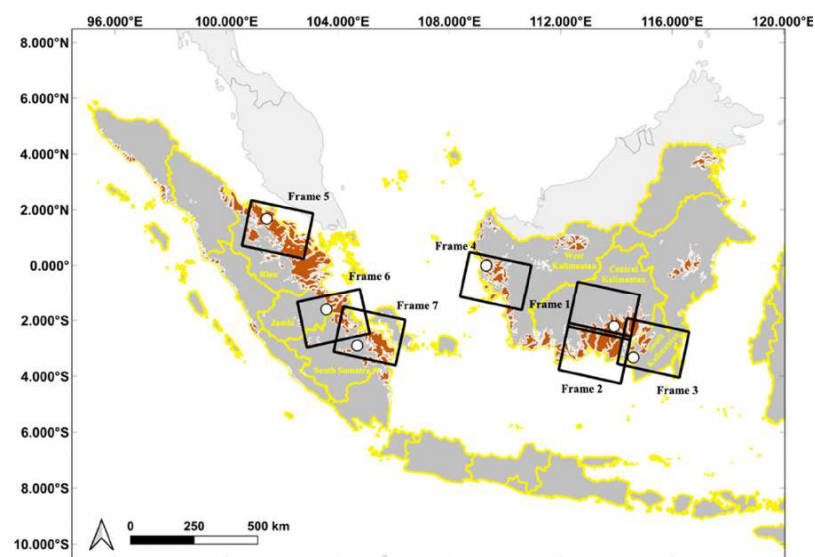 96.000°E 100.000°E 104.000°E 108.000°E 112.000°E 116.000°E 120.000°E
8.000°N
6.000°N
4.000°N
2.000°N
0.000°
2.000°S
4.000°S
6.000°S
8.000°S
10.000°S
Frame 5
Riau
Frame 4
West
Kalimantan
Central
Kalimantan
Frame 6
Jambi
Frame 1
Frame 7
South Sumatra
Frame 2
Frame 3
0 250 500 km